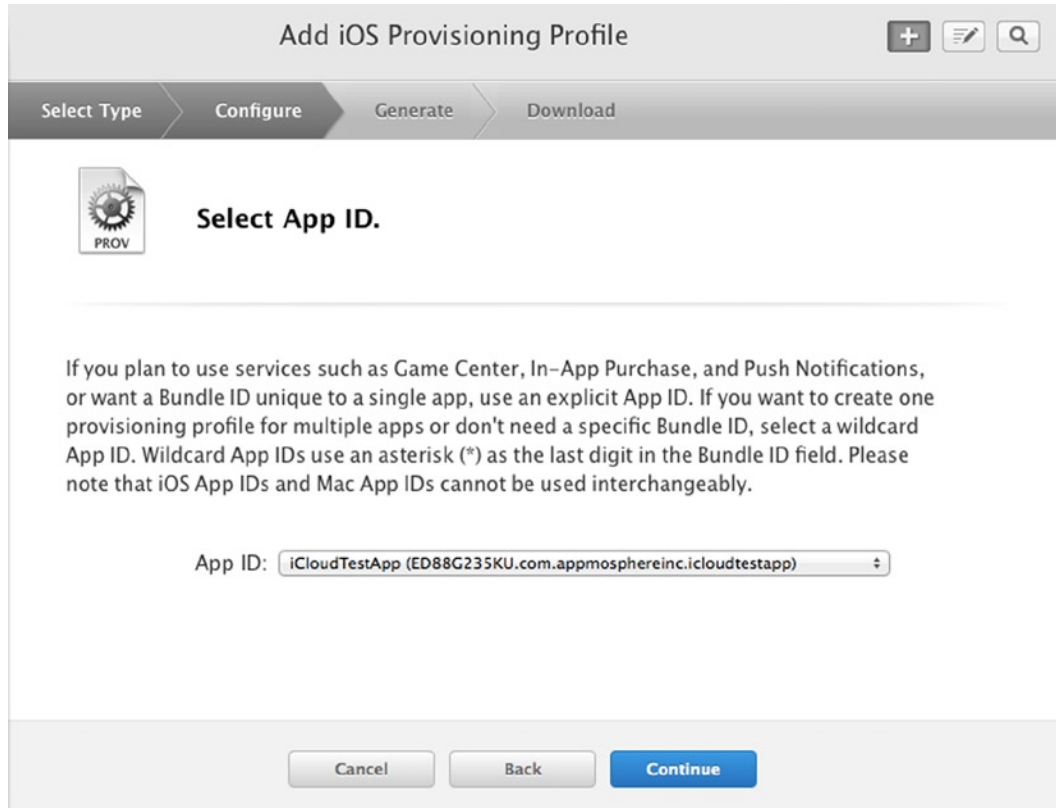 Add iOS Provisioning Profile
Select Type
Configure
Generate
Download
PROV
Select App ID.
If you plan to use services such as Game Center, In-App Purchase, and Push Notifications,
or want a Bundle ID unique to a single app, use an explicit App ID. If you want to create one
provisioning profile for multiple apps or don't need a specific Bundle ID, select a wildcard
App ID. Wildcard App IDs use an asterisk (*) as the last digit in the Bundle ID field. Please
note that iOS App IDs and Mac App IDs cannot be used interchangeably.
App ID: iCloudTestApp (ED88G235KU.com.appmosphereinc.icloudtestapp)
Cancel
Back
Continue